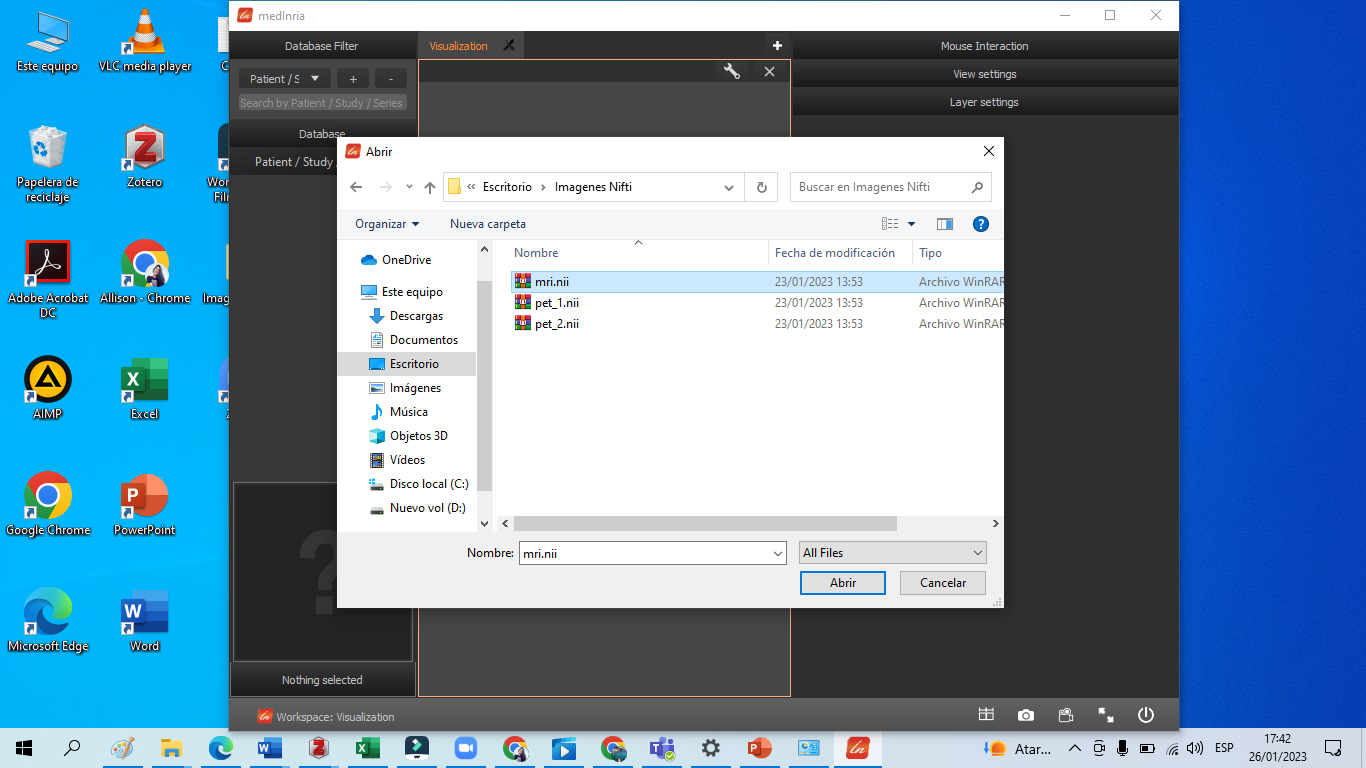 Este equipo
VLC media player
Papelera de
reciclaje
Zotero
Adobe Acrobat
DC
Allison - Chrome
AIMP
Excel
Google Chrome
PowerPoint
Microsoft Edge
Word
medInria
Database Filter
Visualization
Mouse Interaction
View settings
Layer settings
Patient / S
+
-
Search by Patient / Study / Series
Database
Patient / Study
Abrir
« Escritorio > Imagenes Nifti
Buscar en Imagenes Nifti
Organizar
Nueva carpeta
OneDrive
Este equipo
Descargas
Documentos
Escritorio
Imágenes
Música
Objetos 3D
Vídeos
Disco local (C:)
Nuevo vol (D:)
Nombre Fecha de modificación Tipo
mri.nii 23/01/2023 13:53 Archivo WinRAR
pet_1.nii 23/01/2023 13:53 Archivo WinRAR
pet_2.nii 23/01/2023 13:53 Archivo WinRAR
Nombre: mri.nii
All Files
Abrir
Cancelar
Nothing selected
Workspace: Visualization
Atar...
ESP
17:42
26/01/2023